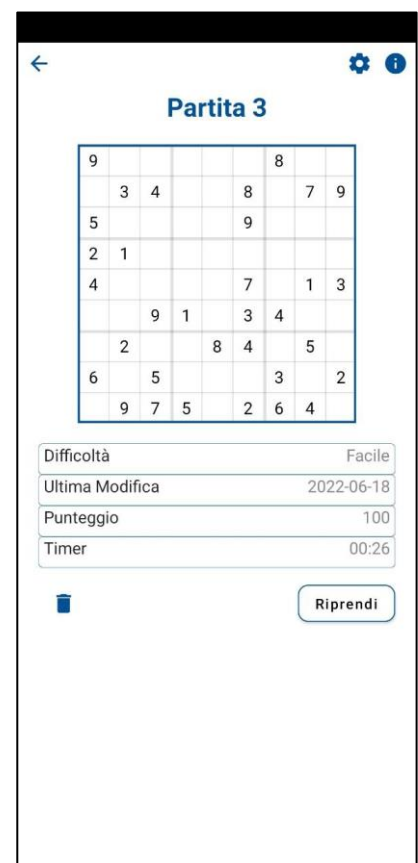 Partita 3
9 8
3 4 8 7 9
5 9
2 1
4 7 1 3
9 1 3 4
2 8 4 5
6 5 3 2
9 7 5 2 6 4
Difficoltà Facile
Ultima Modifica 2022-06-18
Punteggio 100
Timer 00:26
Riprendi